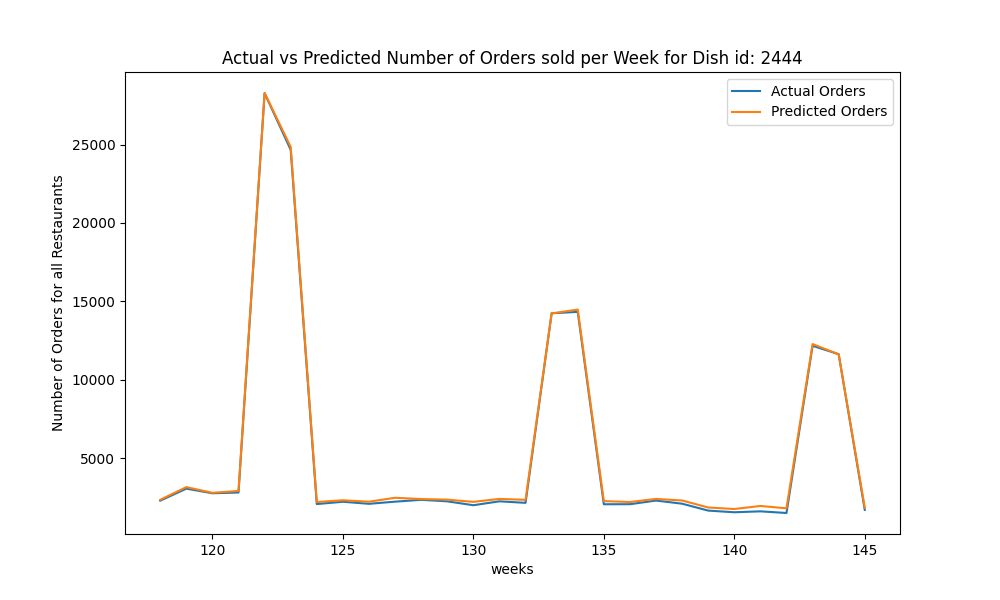 Actual vs Predicted Number of Orders sold per Week for Dish id: 2444
Actual Orders
Predicted Orders
Number of Orders for all Restaurants
25000
20000
15000
10000
5000
120 125 130 135 140 145
weeks